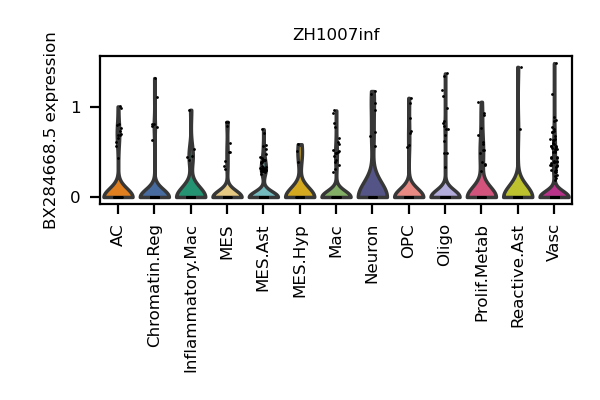 ZH1007inf
BX284668.5 expression
1
0
AC
Chromatin.Reg
Inflammatory.Mac
MES
MES.Ast
MES.Hyp
Mac
Neuron
OPC
Oligo
Prolif.Metab
Reactive.Ast
Vasc